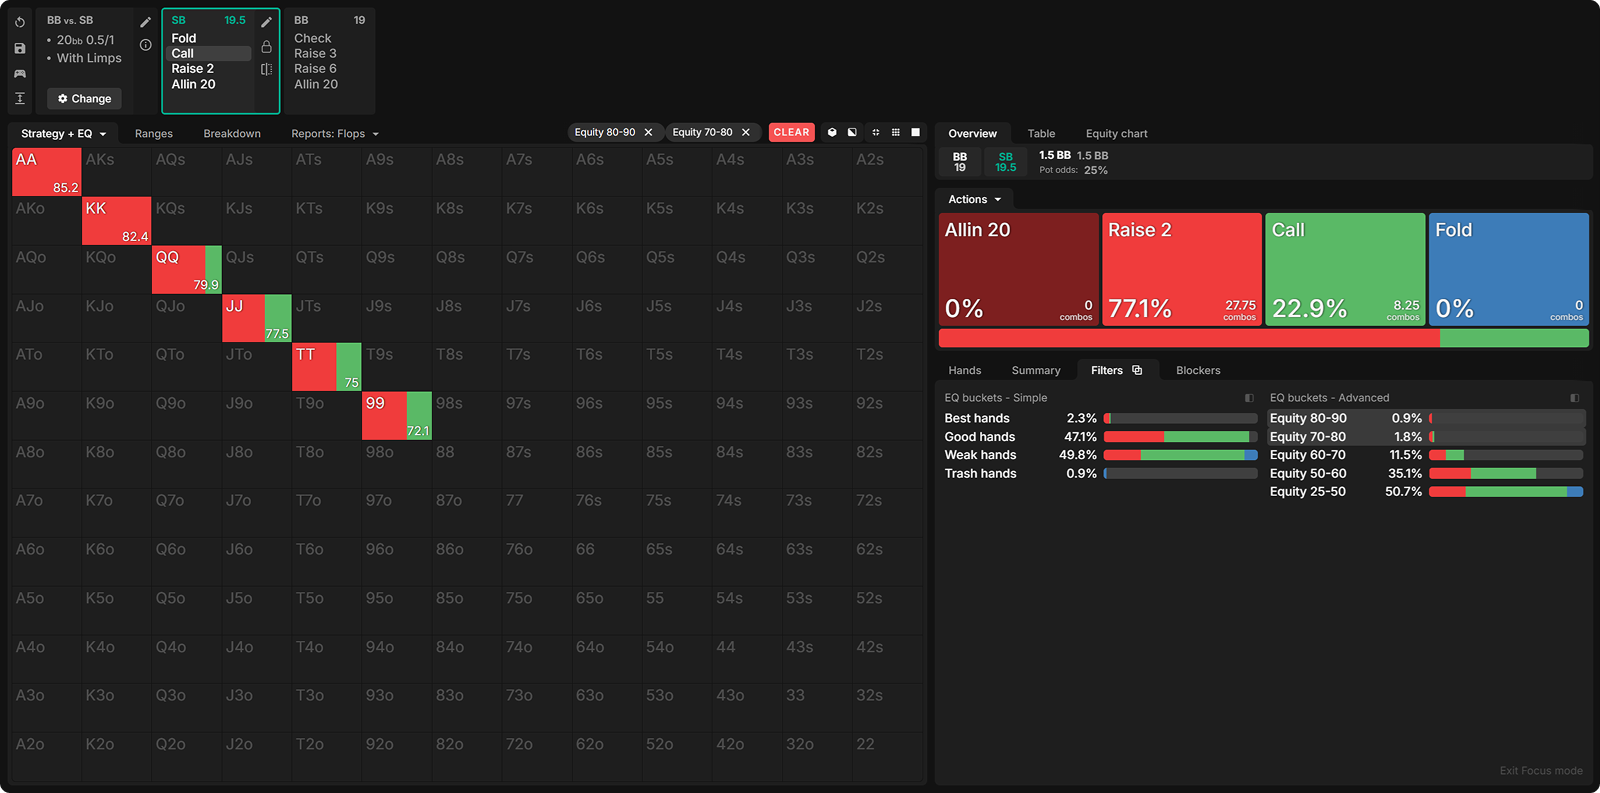 BB vs. SB
• 20bb 0.5/1
• With Limps
Change
SB 19.5
Fold
Call
Raise 2
Allin 20
BB 19
Check
Raise 3
Raise 6
Allin 20
Strategy + EQ Ranges Breakdown Reports: Flops
Equity 80-90 Equity 70-80 CLEAR
AA 85.2 AKs AQs AJs ATs A9s A8s A7s A6s A5s A4s A3s A2s
AKo KK 82.4 KQs KJs KTs K9s K8s K7s K6s K5s K4s K3s K2s
AQo KQo QQ 79.9 QJs QTs Q9s Q8s Q7s Q6s Q5s Q4s Q3s Q2s
AJo KJo QJo JJ 77.5 JTs J9s J8s J7s J6s J5s J4s J3s J2s
ATo KTo QTo JTo TT 75 T9s T8s T7s T6s T5s T4s T3s T2s
A9o K9o Q9o J9o T9o 99 72.1 98s 97s 96s 95s 94s 93s 92s
A8o K8o Q8o J8o T8o 98o 88 87s 86s 85s 84s 83s 82s
A7o K7o Q7o J7o T7o 97o 87o 77 76s 75s 74s 73s 72s
A6o K6o Q6o J6o T6o 96o 86o 76o 66 65s 64s 63s 62s
A5o K5o Q5o J5o T5o 95o 85o 75o 65o 55 54s 53s 52s
A4o K4o Q4o J4o T4o 94o 84o 74o 64o 54o 44 43s 42s
A3o K3o Q3o J3o T3o 93o 83o 73o 63o 53o 43o 33 32s
A2o K2o Q2o J2o T2o 92o 82o 72o 62o 52o 42o 32o 22
Overview Table Equity chart
BB 19
SB 19.5
1.5 BB 1.5 BB
Pot odds: 25%
Actions
Allin 20
0% 0 combos
Raise 2
77.1% 27.75 combos
Call
22.9% 8.25 combos
Fold
0% 0 combos
Hands Summary Filters Blockers
EQ buckets - Simple
Best hands 2.3%
Good hands 47.1%
Weak hands 49.8%
Trash hands 0.9%
EQ buckets - Advanced
Equity 80-90 0.9%
Equity 70-80 1.8%
Equity 60-70 11.5%
Equity 50-60 35.1%
Equity 25-50 50.7%
Exit Focus mode